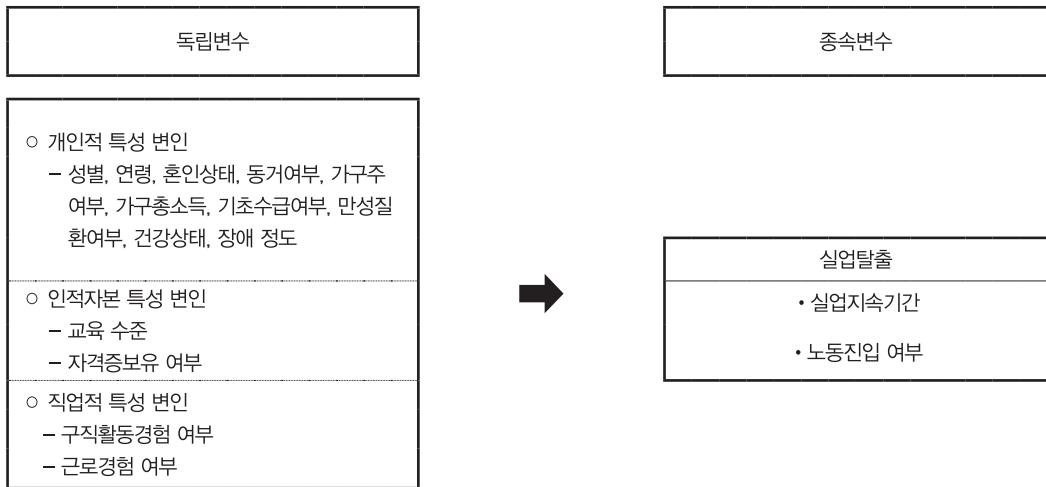 독립변수
종속변수
○ 개인적 특성 변인
– 성별, 연령, 혼인상태, 동거여부, 가구주
여부, 가구총소득, 기초수급여부, 만성질
환여부, 건강상태, 장애 정도
○ 인적자본 특성 변인
– 교육 수준
– 자격증보유 여부
○ 직업적 특성 변인
– 구직활동경험 여부
– 근로경험 여부
실업탈출
• 실업지속기간
• 노동진입 여부